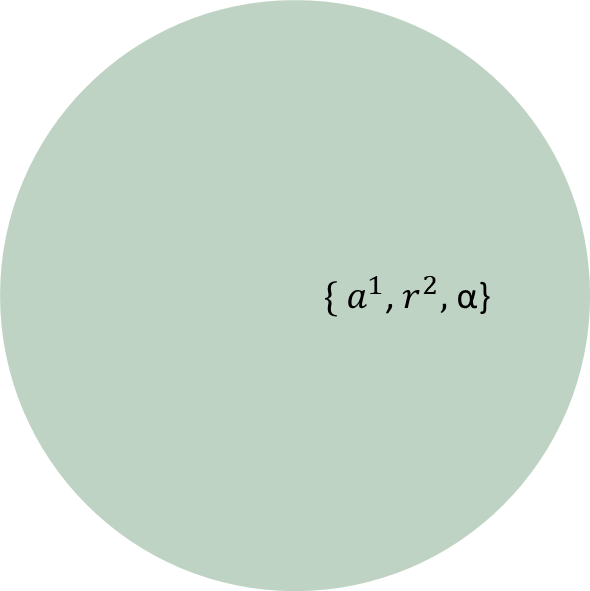 { a¹, r², α}